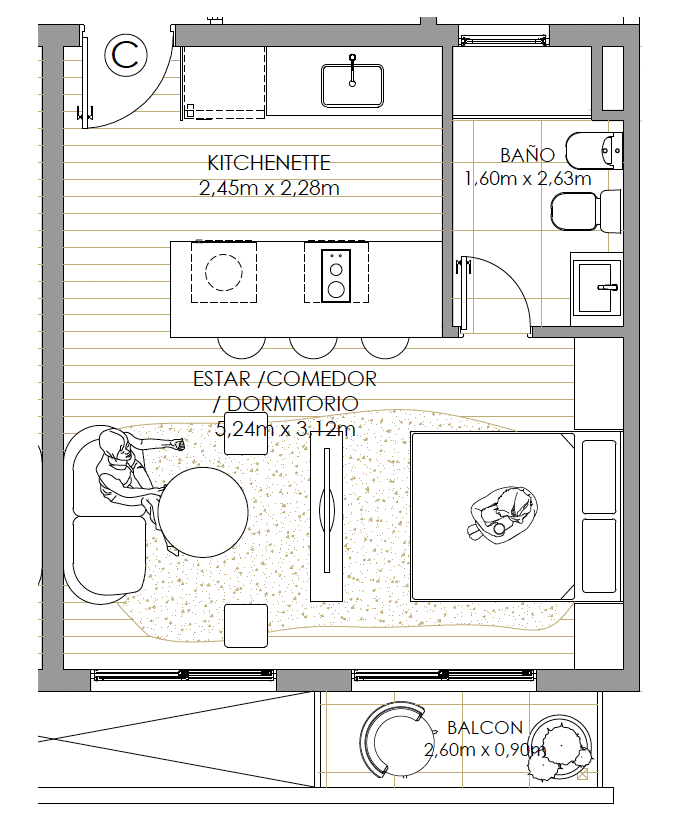 C
KITCHENETTE
2,45m x 2,28m
BAÑO
1,60m x 2,63m
ESTAR /COMEDOR
/ DORMITORIO
5,24m x 3,12m
BALCON
2,60m x 0,90m